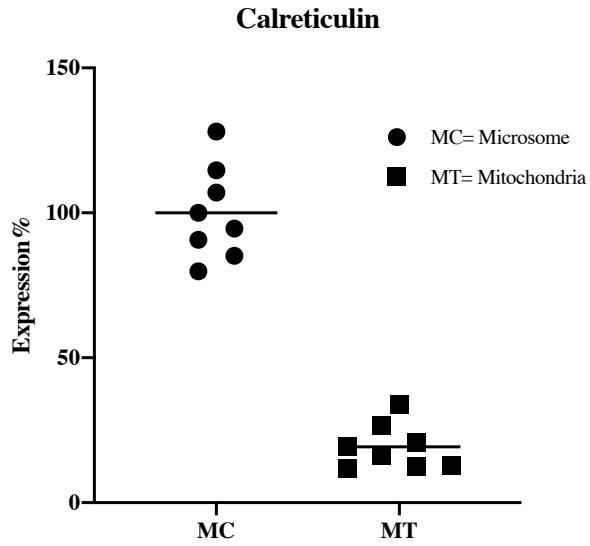 Calreticulin
150
100
50
0
Expression%
MC= Microsome
MT= Mitochondria
MC
MT